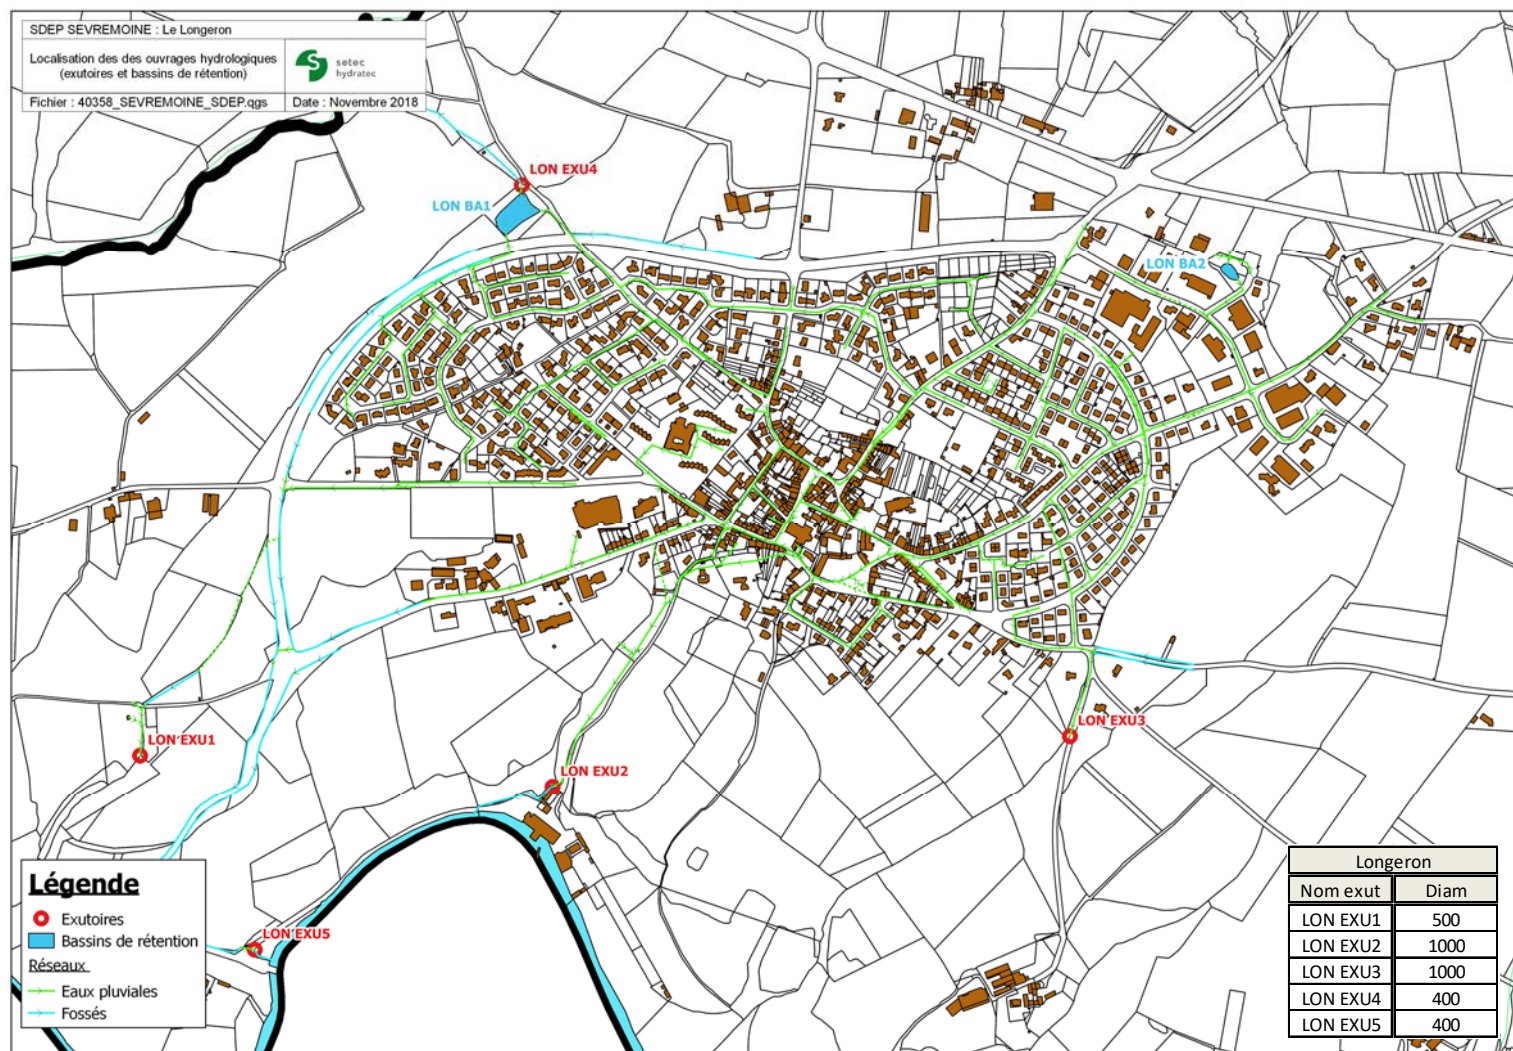 SDEP SEVREMOINE : Le Longeron
Localisation des des ouvrages hydrologiques
(exutoires et bassins de rétention)
setec
hydratec
Fichier : 40358_SEVREMOINE_SDEP.qgs
Date : Novembre 2018
LON EXU4
LON BA1
LON BA2
LON EXU3
LON EXU1
LON EXU2
LON EXU5
Légende
Exutoires
Bassins de rétention
Réseaux
Eaux pluviales
Fossés
Longeron
Nom exut Diam
LON EXU1 500
LON EXU2 1000
LON EXU3 1000
LON EXU4 400
LON EXU5 400